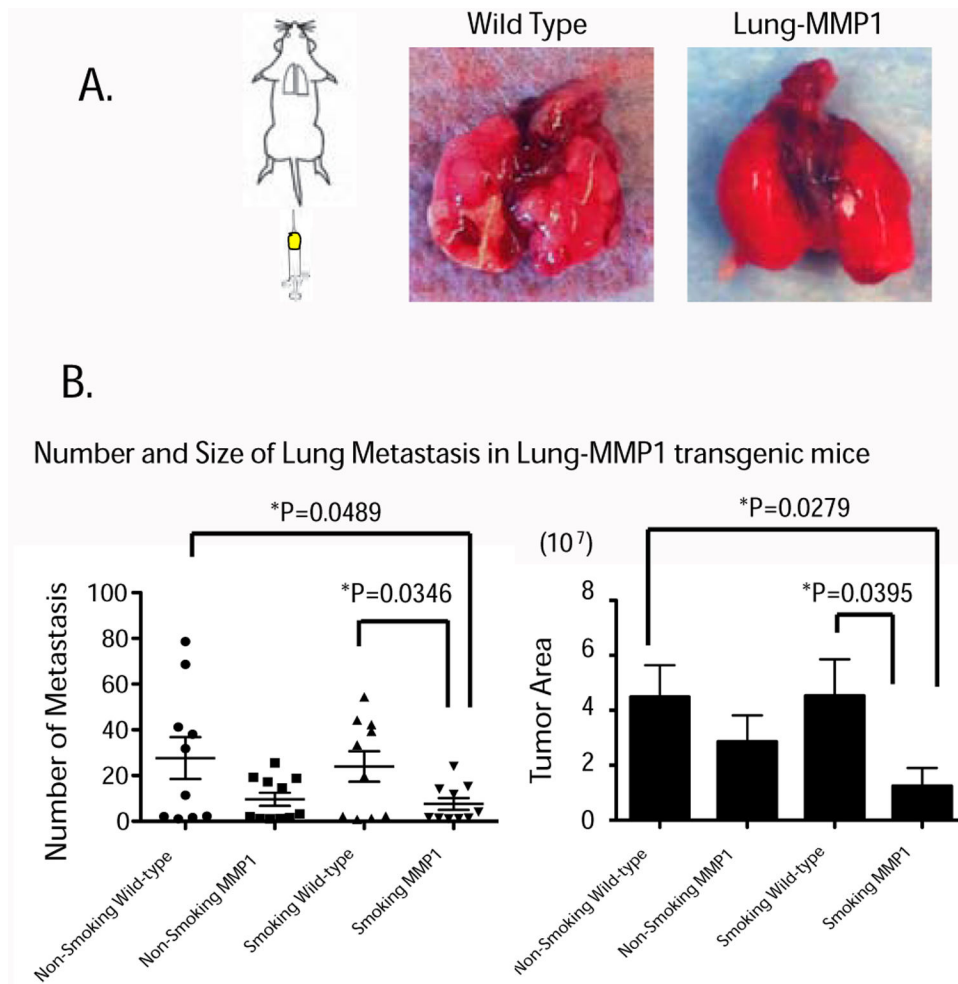 A.
Wild Type
Lung-MMP1
B.
Number and Size of Lung Metastasis in Lung-MMP1 transgenic mice
*P=0.0489
*P=0.0346
Number of Metastasis
100
80
60
40
20
0
Non-Smoking Wild-type
Non-Smoking MMP1
Smoking Wild-type
Smoking MMP1
*P=0.0279
(10⁷)
*P=0.0395
Tumor Area
8
6
4
2
0
Non-Smoking Wild-type
Non-Smoking MMP1
Smoking Wild-type
Smoking MMP1